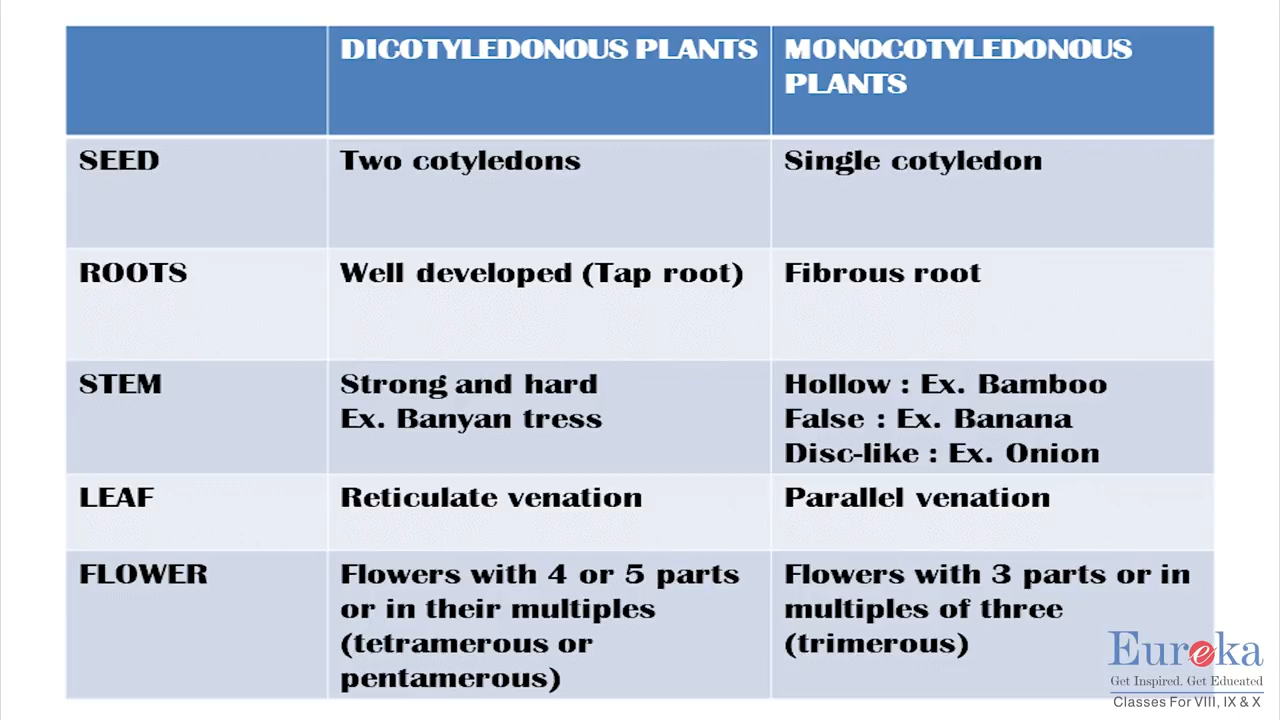 DICOTYLEDONOUS PLANTS
MONOCOTYLEDONOUS
PLANTS
SEED
Two cotyledons
Single cotyledon
ROOTS
Well developed (Tap root)
Fibrous root
STEM
Strong and hard
Ex. Banyan tress
Hollow : Ex. Bamboo
False : Ex. Banana
Disc-like : Ex. Onion
LEAF
Reticulate venation
Parallel venation
FLOWER
Flowers with 4 or 5 parts
or in their multiples
(tetramerous or
pentamerous)
Flowers with 3 parts or in
multiples of three
(trimerous)
Eureka
Get Inspired. Get Educated
Classes For VIII, IX & X